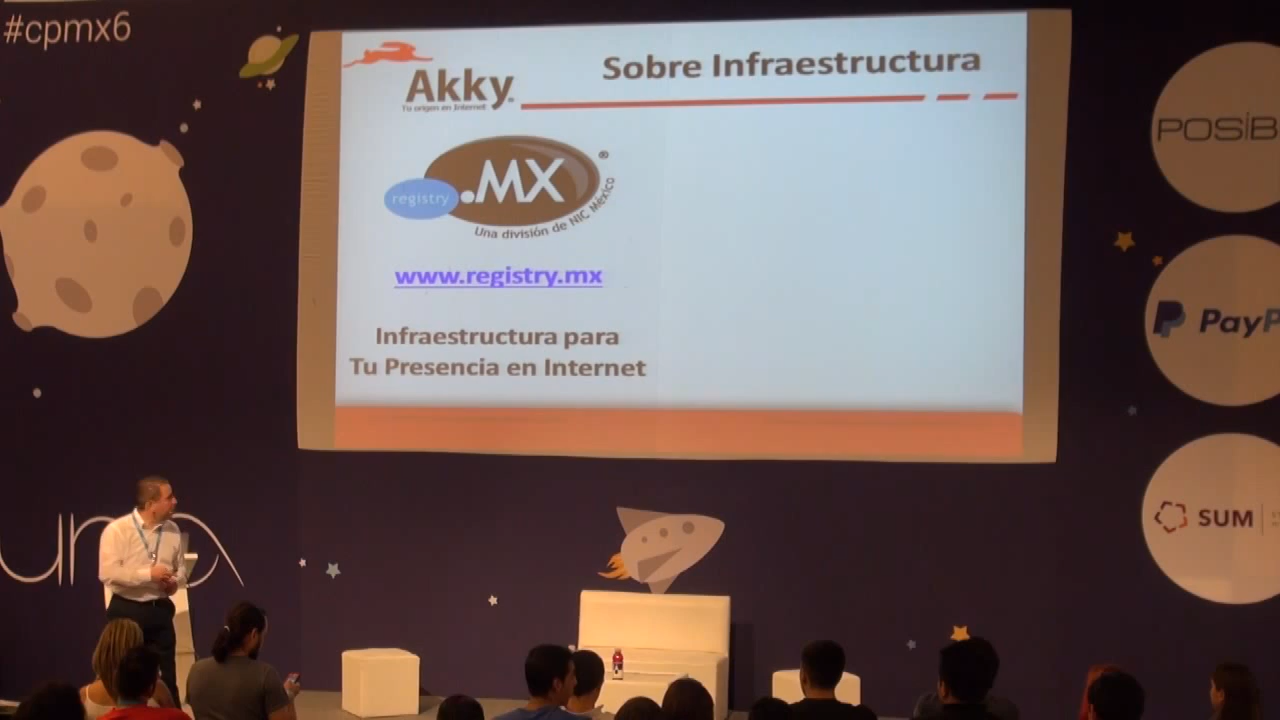 #cpmx6
Akky®
Tu origen en Internet
Sobre Infraestructura
registry .MX ®
Una división de NIC México
www.registry.mx
Infraestructura para
Tu Presencia en Internet
POSIB
PayP
SUM
una